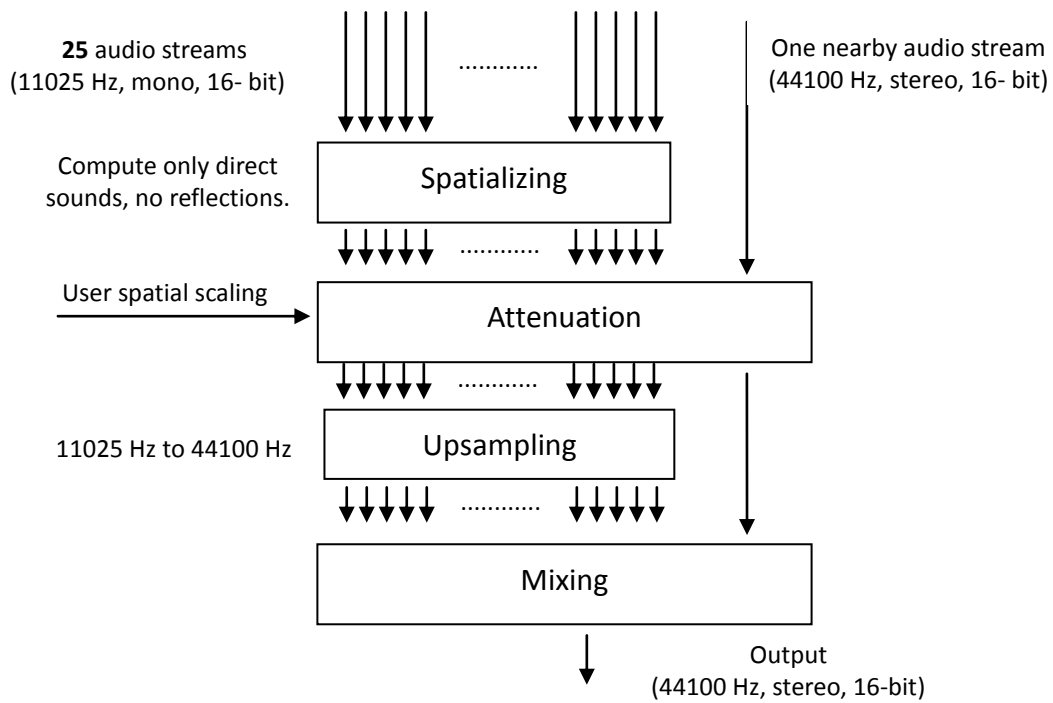 25 audio streams
(11025 Hz, mono, 16- bit)
............
One nearby audio stream
(44100 Hz, stereo, 16- bit)
Compute only direct
sounds, no reflections.
Spatializing
............
User spatial scaling
Attenuation
............
11025 Hz to 44100 Hz
Upsampling
............
Mixing
Output
(44100 Hz, stereo, 16-bit)